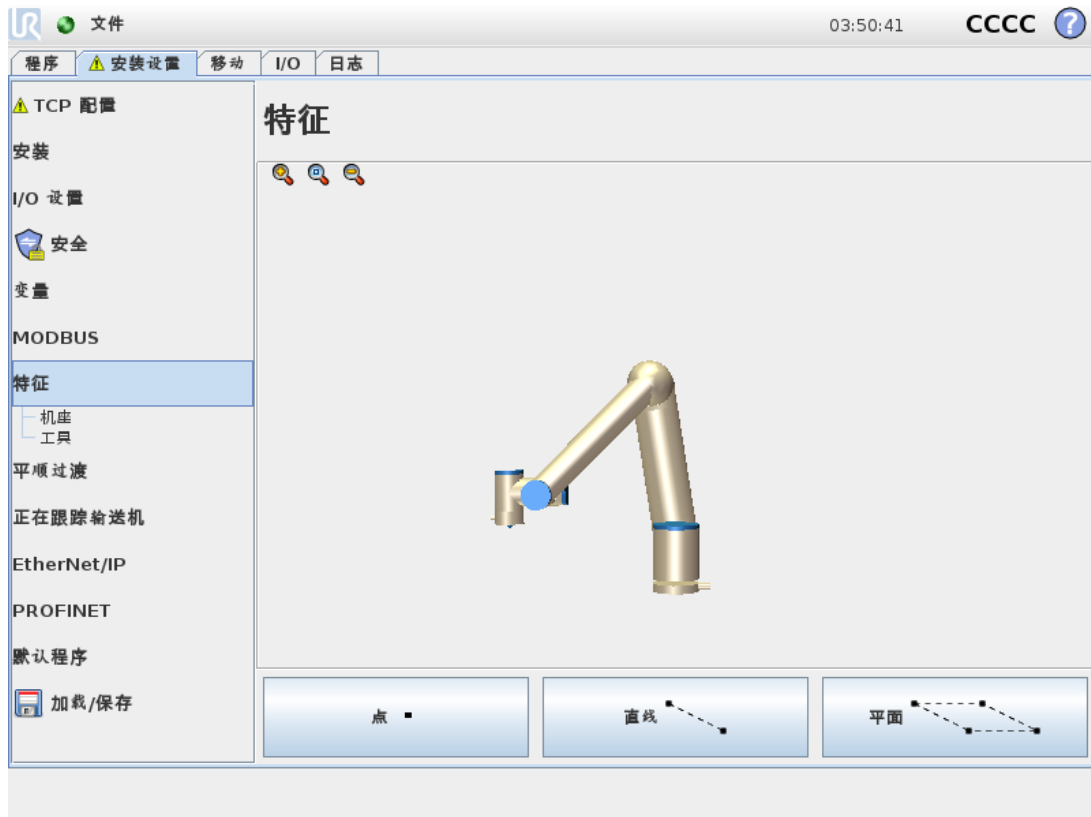 UR 文件 03:50:41 CCCC ?
程序 安装设置 移动 I/O 日志
TCP 配置
特征
安装
I/O 设置
安全
变量
MODBUS
特征
机座
工具
平顺过渡
正在跟踪输送机
EtherNet/IP
PROFINET
默认程序
加载/保存
点 直线 平面